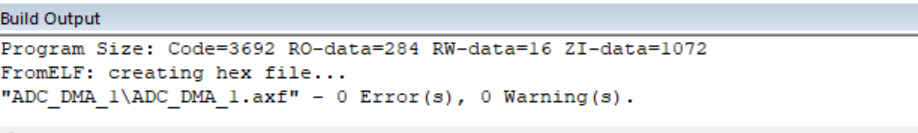 Build Output
Program Size: Code=3692 RO-data=284 RW-data=16 ZI-data=1072
FromELF: creating hex file...
"ADC_DMA_1\ADC_DMA_1.axf" - 0 Error(s), 0 Warning(s).